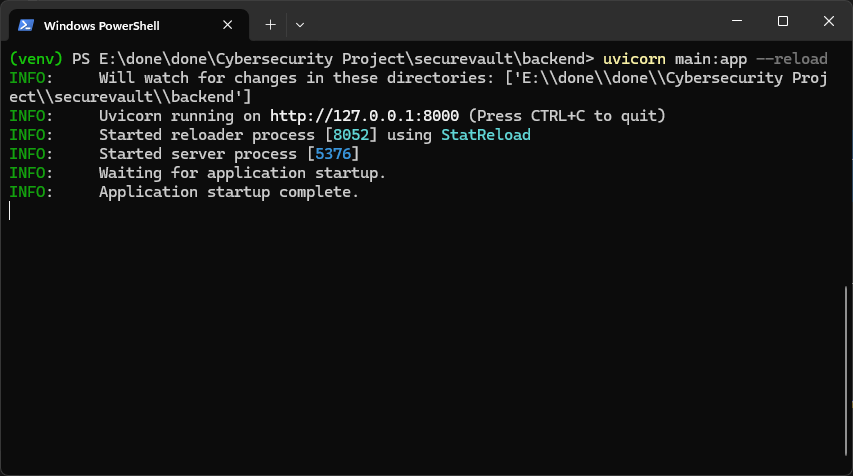 Windows PowerShell
(venv) PS E:\done\done\Cybersecurity Project\securevault\backend> uvicorn main:app --reload
INFO:     Will watch for changes in these directories: ['E:\\done\\done\\Cybersecurity Proj
ect\\securevault\\backend']
INFO:     Uvicorn running on http://127.0.0.1:8000 (Press CTRL+C to quit)
INFO:     Started reloader process [8052] using StatReload
INFO:     Started server process [5376]
INFO:     Waiting for application startup.
INFO:     Application startup complete.